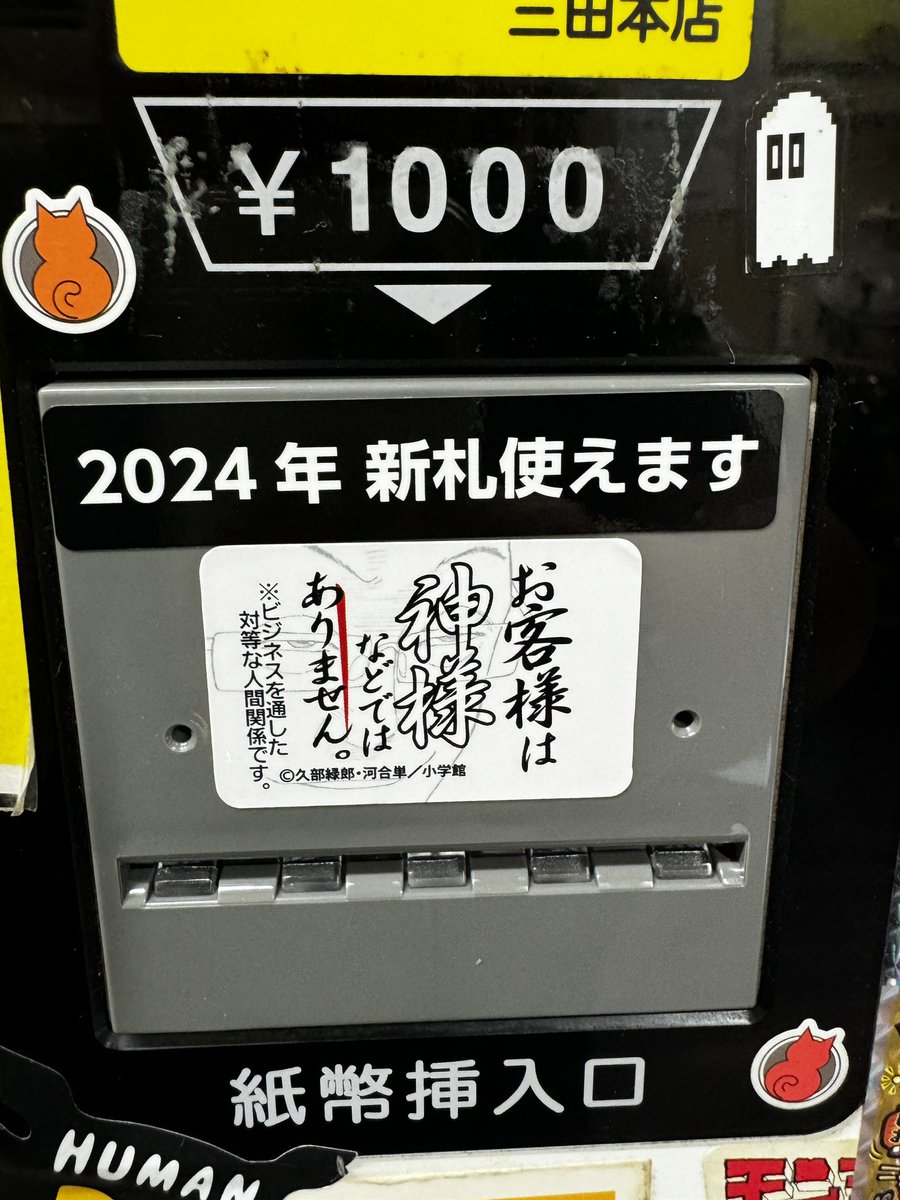 三田本店
¥1000
2024年 新札使えます
お客様は
神様
などでは
ありません。
※ビジネスを通した
対等な人間関係です。
©久部緑郎・河合単／小学館
紙幣挿入口
HUMAN